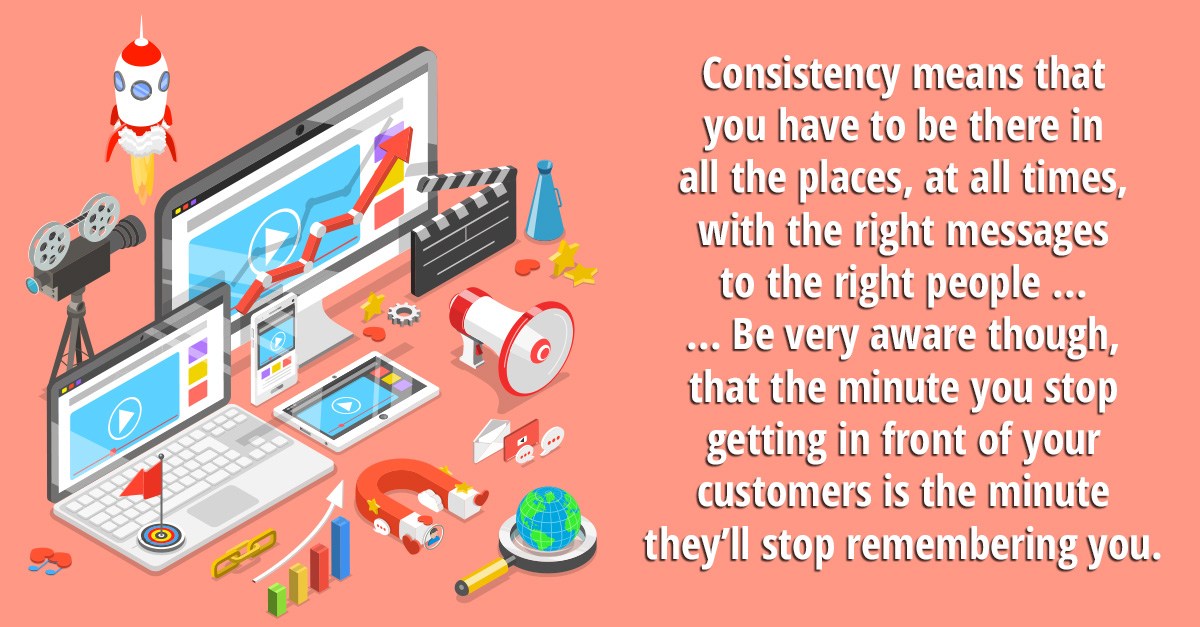 Consistency means that
you have to be there in
all the places, at all times,
with the right messages
to the right people ...
... Be very aware though,
that the minute you stop
getting in front of your
customers is the minute
they’ll stop remembering you.